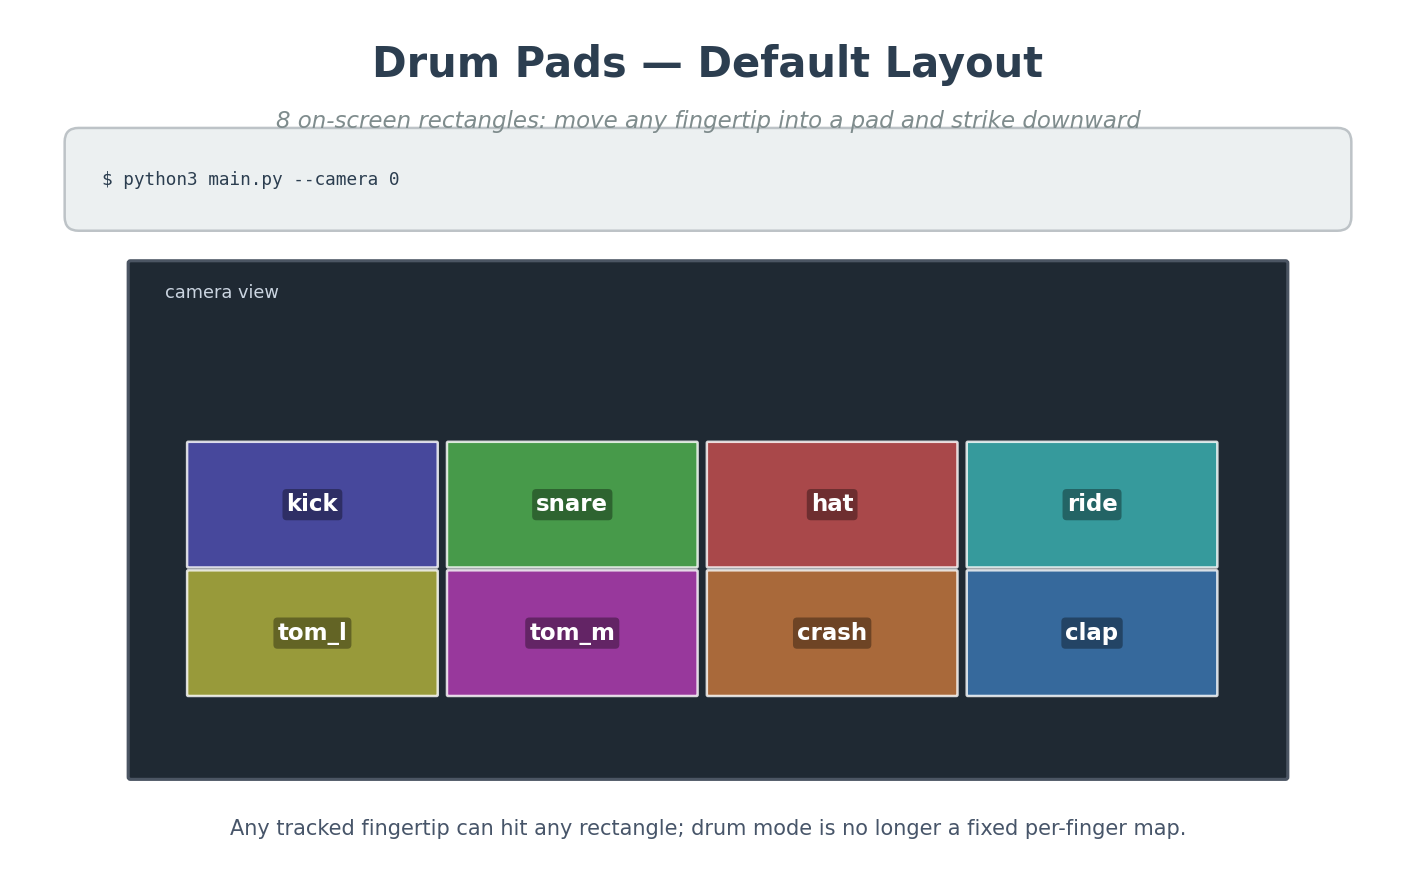 Drum Pads — Default Layout
8 on-screen rectangles: move any fingertip into a pad and strike downward
$ python3 main.py --camera 0
camera view
kick snare hat ride
tom_l tom_m crash clap
Any tracked fingertip can hit any rectangle; drum mode is no longer a fixed per-finger map.